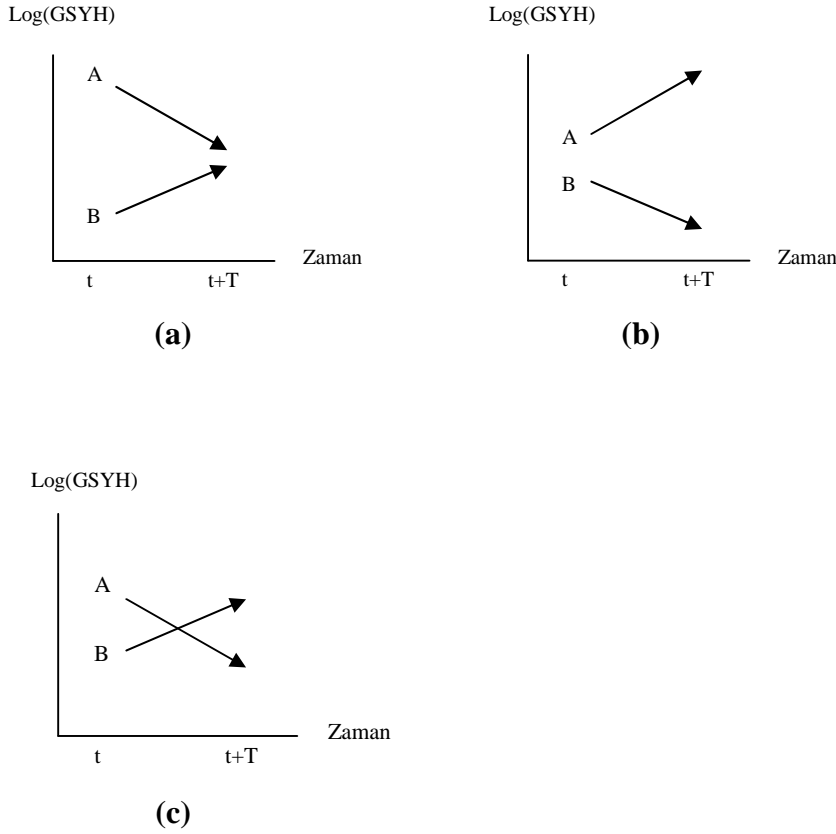 Log(GSYH)
A
B
Zaman
t t+T
(a)
Log(GSYH)
A
B
Zaman
t t+T
(b)
Log(GSYH)
A
B
Zaman
t t+T
(c)